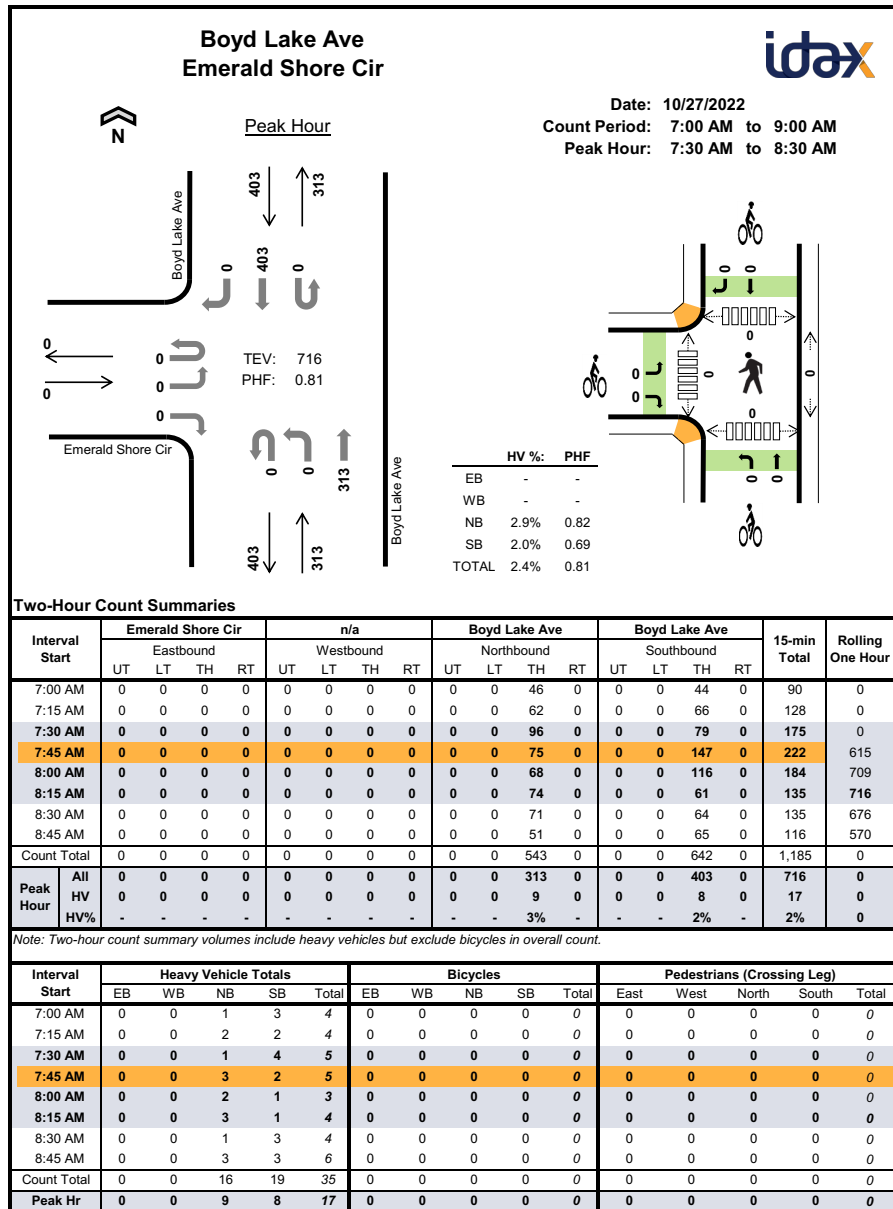 Boyd Lake Ave
Emerald Shore Cir
idax
Date: 10/27/2022
Count Period: 7:00 AM to 9:00 AM
Peak Hour: 7:30 AM to 8:30 AM
N
Peak Hour
403
313
Boyd Lake Ave
0
403
0
0
0
0
0
0
TEV: 716
PHF: 0.81
Emerald Shore Cir
0
0
313
Boyd Lake Ave
403
313
0
0
0
0
0
0
0
0
0
0
HV %: PHF
EB - -
WB - -
NB 2.9% 0.82
SB 2.0% 0.69
TOTAL 2.4% 0.81
Two-Hour Count Summaries
Interval Start Emerald Shore Cir n/a Boyd Lake Ave Boyd Lake Ave 15-min Total Rolling One Hour
Eastbound Westbound Northbound Southbound
UT LT TH RT UT LT TH RT UT LT TH RT UT LT TH RT
7:00 AM 0 0 0 0 0 0 0 0 0 0 46 0 0 0 44 0 90 0
7:15 AM 0 0 0 0 0 0 0 0 0 0 62 0 0 0 66 0 128 0
7:30 AM 0 0 0 0 0 0 0 0 0 0 96 0 0 0 79 0 175 0
7:45 AM 0 0 0 0 0 0 0 0 0 0 75 0 0 0 147 0 222 615
8:00 AM 0 0 0 0 0 0 0 0 0 0 68 0 0 0 116 0 184 709
8:15 AM 0 0 0 0 0 0 0 0 0 0 74 0 0 0 61 0 135 716
8:30 AM 0 0 0 0 0 0 0 0 0 0 71 0 0 0 64 0 135 676
8:45 AM 0 0 0 0 0 0 0 0 0 0 51 0 0 0 65 0 116 570
Count Total 0 0 0 0 0 0 0 0 0 0 543 0 0 0 642 0 1,185 0
Peak Hour All 0 0 0 0 0 0 0 0 0 0 313 0 0 0 403 0 716 0
HV 0 0 0 0 0 0 0 0 0 0 9 0 0 0 8 0 17 0
HV% - - - - - - - - - - 3% - - - 2% - 2% 0
Note: Two-hour count summary volumes include heavy vehicles but exclude bicycles in overall count.
Interval Start Heavy Vehicle Totals Bicycles Pedestrians (Crossing Leg)
EB WB NB SB Total EB WB NB SB Total East West North South Total
7:00 AM 0 0 1 3 4 0 0 0 0 0 0 0 0 0 0
7:15 AM 0 0 2 2 4 0 0 0 0 0 0 0 0 0 0
7:30 AM 0 0 1 4 5 0 0 0 0 0 0 0 0 0 0
7:45 AM 0 0 3 2 5 0 0 0 0 0 0 0 0 0 0
8:00 AM 0 0 2 1 3 0 0 0 0 0 0 0 0 0 0
8:15 AM 0 0 3 1 4 0 0 0 0 0 0 0 0 0 0
8:30 AM 0 0 1 3 4 0 0 0 0 0 0 0 0 0 0
8:45 AM 0 0 3 3 6 0 0 0 0 0 0 0 0 0 0
Count Total 0 0 16 19 35 0 0 0 0 0 0 0 0 0 0
Peak Hr 0 0 9 8 17 0 0 0 0 0 0 0 0 0 0